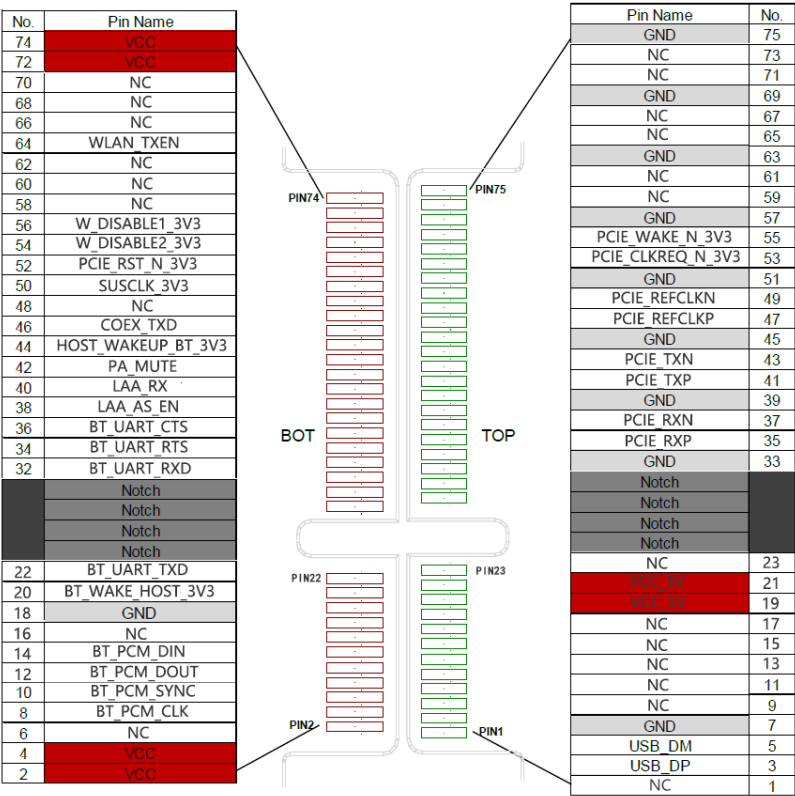 No. Pin Name
74 VCC
72 VCC
70 NC
68 NC
66 NC
64 WLAN_TXEN
62 NC
60 NC
58 NC
56 W_DISABLE1_3V3
54 W_DISABLE2_3V3
52 PCIE_RST_N_3V3
50 SUSCLK_3V3
48 NC
46 COEX_TXD
44 HOST_WAKEUP_BT_3V3
42 PA_MUTE
40 LAA_RX
38 LAA_AS_EN
36 BT_UART_CTS
34 BT_UART_RTS
32 BT_UART_RXD
Notch
Notch
Notch
Notch
22 BT_UART_TXD
20 BT_WAKE_HOST_3V3
18 GND
16 NC
14 BT_PCM_DIN
12 BT_PCM_DOUT
10 BT_PCM_SYNC
8 BT_PCM_CLK
6 NC
4 VCC
2 VCC
PIN74
PIN75
BOT
TOP
PIN22
PIN23
PIN2
PIN1
Pin Name No.
GND 75
NC 73
NC 71
GND 69
NC 67
NC 65
GND 63
NC 61
NC 59
GND 57
PCIE_WAKE_N_3V3 55
PCIE_CLKREQ_N_3V3 53
GND 51
PCIE_REFCLKN 49
PCIE_REFCLKP 47
GND 45
PCIE_TXN 43
PCIE_TXP 41
GND 39
PCIE_RXN 37
PCIE_RXP 35
GND 33
Notch
Notch
Notch
Notch
NC 23
VCC_5V 21
VCC_5V 19
NC 17
NC 15
NC 13
NC 11
NC 9
GND 7
USB_DM 5
USB_DP 3
NC 1